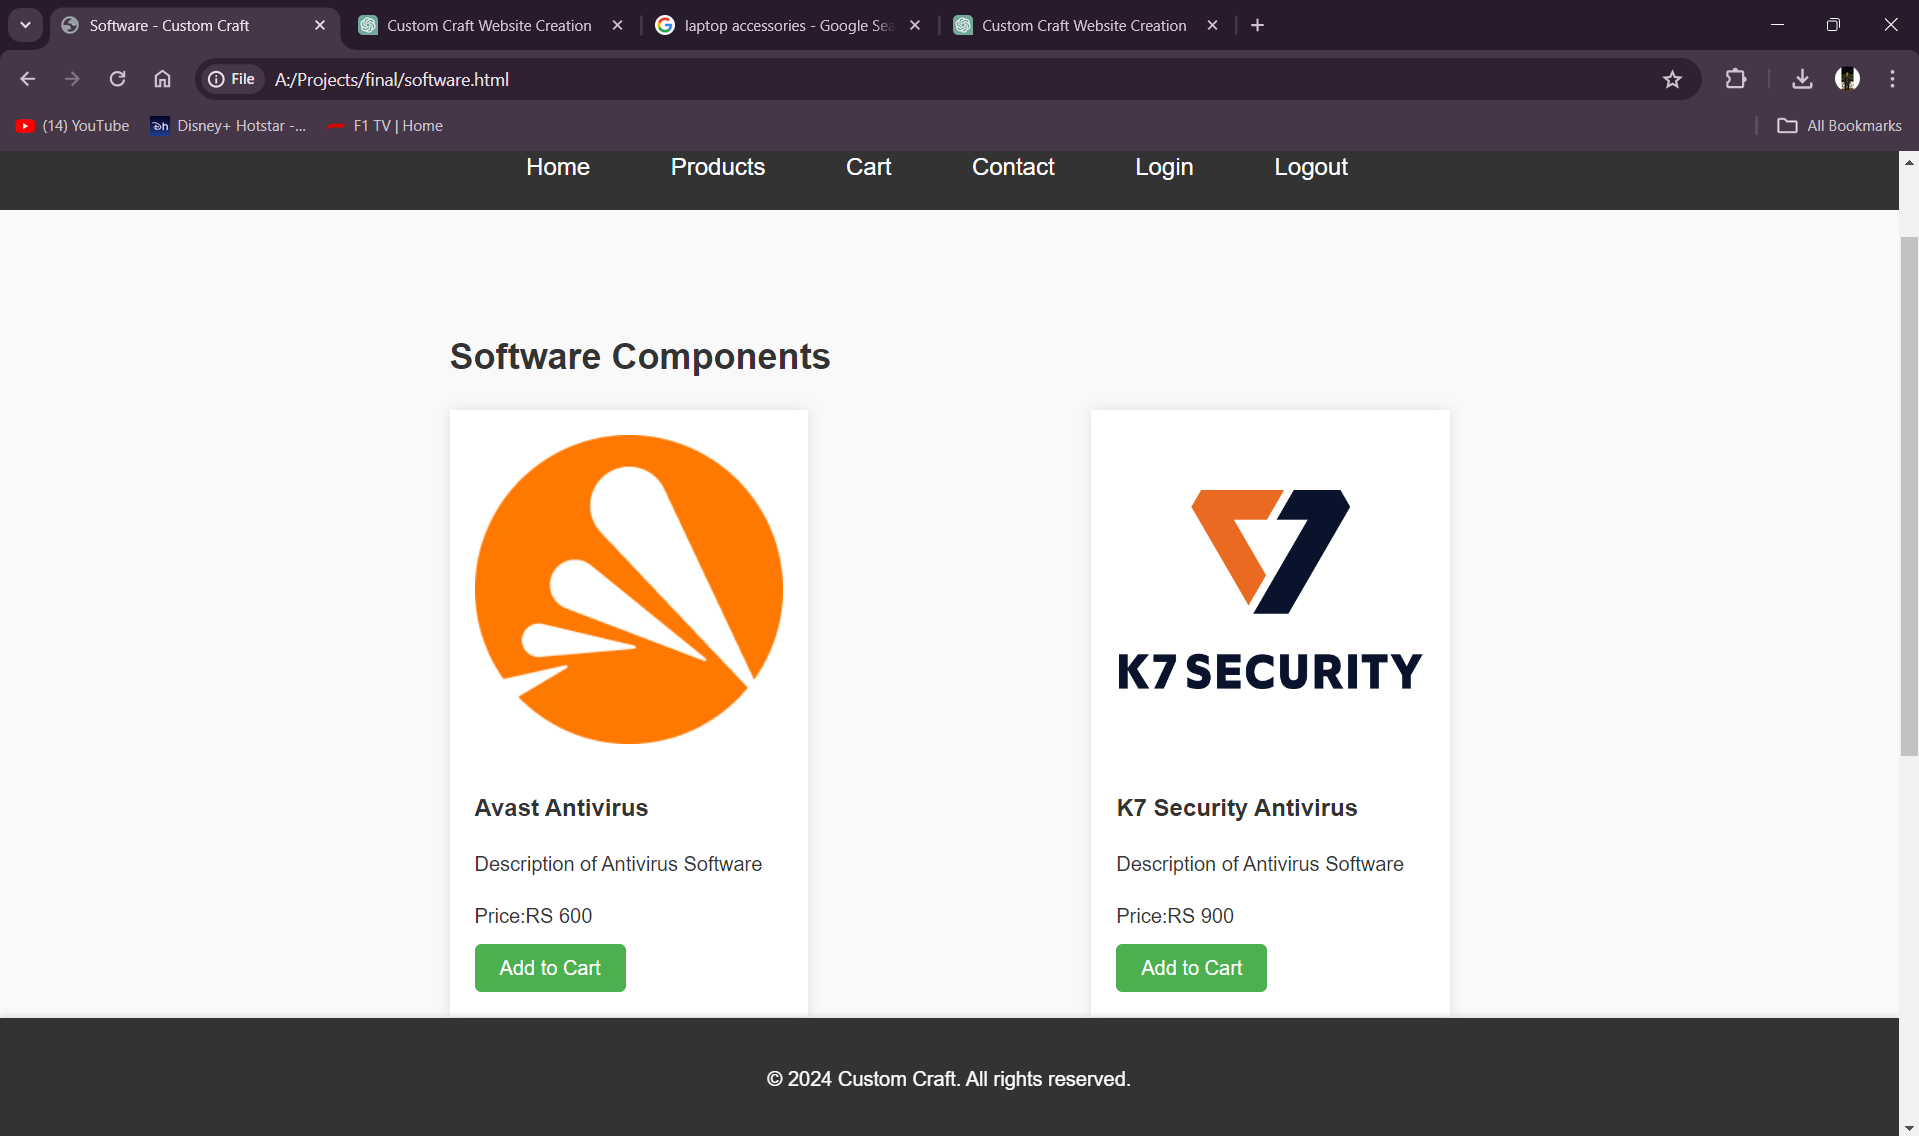 Software - Custom Craft
Custom Craft Website Creation
laptop accessories - Google Sea
Custom Craft Website Creation
File
A:/Projects/final/software.html
(14) YouTube
Disney+ Hotstar -...
F1 TV | Home
All Bookmarks
Home
Products
Cart
Contact
Login
Logout
Software Components
K7 SECURITY
Avast Antivirus
K7 Security Antivirus
Description of Antivirus Software
Description of Antivirus Software
Price:RS 600
Price:RS 900
Add to Cart
Add to Cart
© 2024 Custom Craft. All rights reserved.